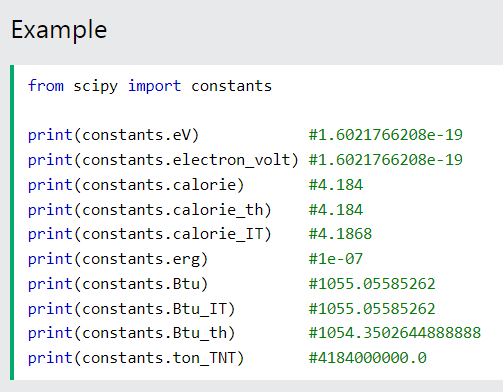 Example
from scipy import constants
print(constants.eV) #1.6021766208e-19
print(constants.electron_volt) #1.6021766208e-19
print(constants.calorie) #4.184
print(constants.calorie_th) #4.184
print(constants.calorie_IT) #4.1868
print(constants.erg) #1e-07
print(constants.Btu) #1055.05585262
print(constants.Btu_IT) #1055.05585262
print(constants.Btu_th) #1054.3502644888888
print(constants.ton_TNT) #4184000000.0